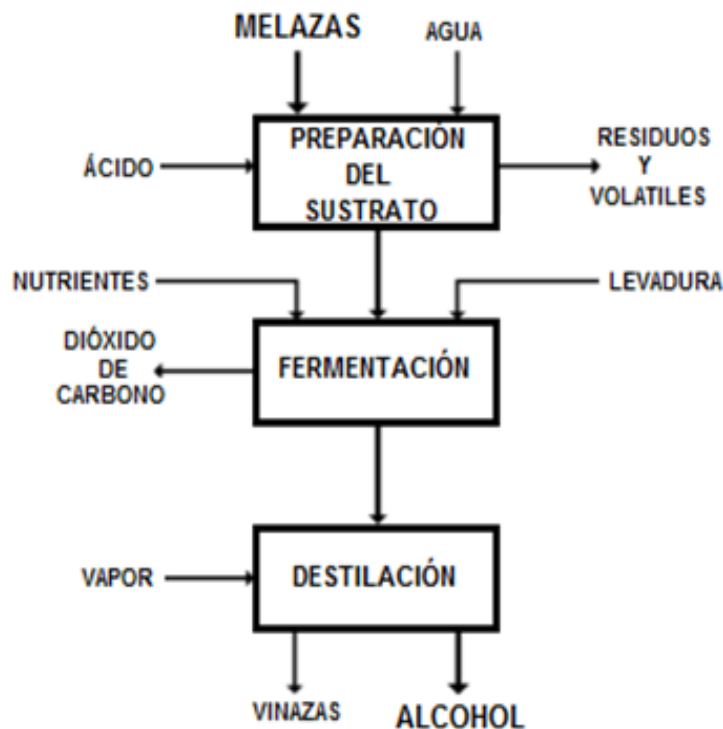 MELAZAS
AGUA
ÁCIDO
PREPARACIÓN
DEL
SUSTRATO
RESIDUOS
Y
VOLATILES
NUTRIENTES
LEVADURA
DIÓXIDO
DE
CARBONO
FERMENTACIÓN
VAPOR
DESTILACIÓN
VINAZAS
ALCOHOL